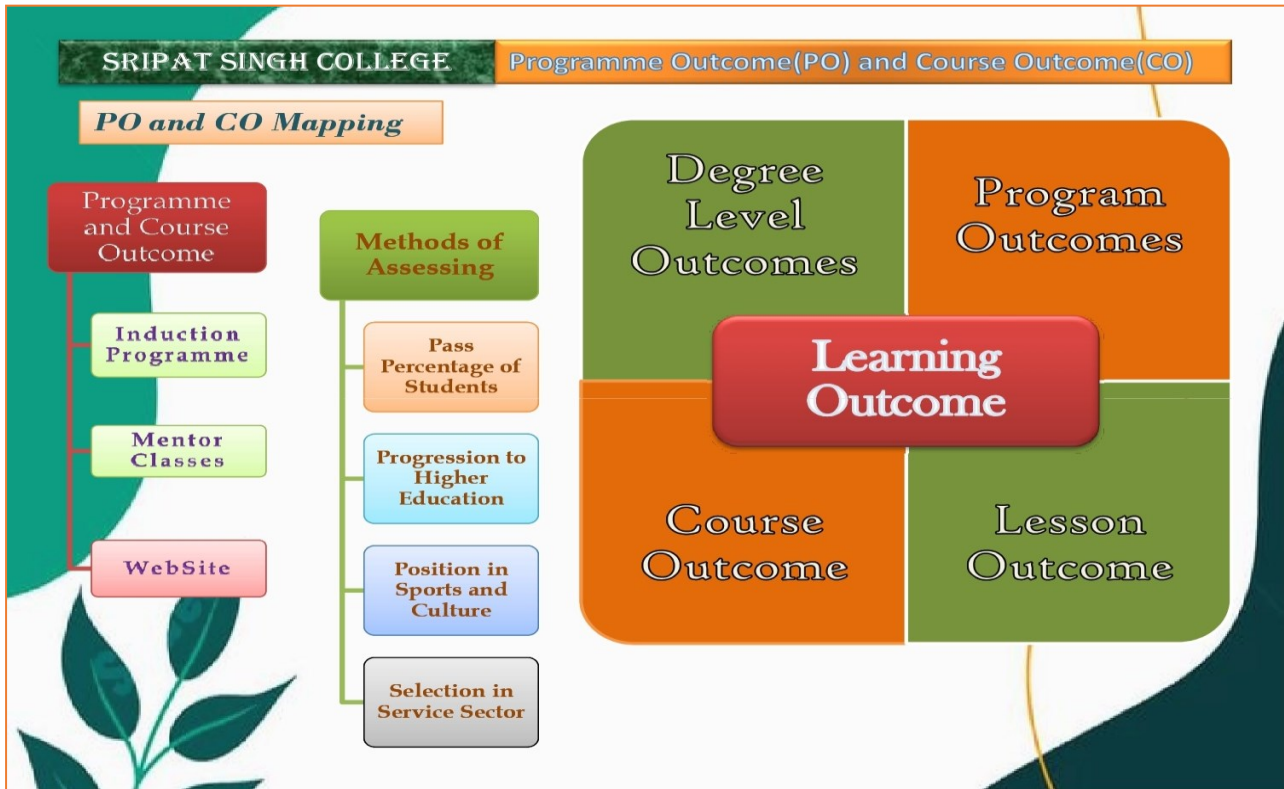 SRIPAT SINGH COLLEGE
Programme Outcome(PO) and Course Outcome(CO)
PO and CO Mapping
Programme
and Course
Outcome
Induction
Programme
Mentor
Classes
WebSite
Methods of
Assessing
Pass
Percentage of
Students
Progression to
Higher
Education
Position in
Sports and
Culture
Selection in
Service Sector
Degree
Level
Outcomes
Program
Outcomes
Learning
Outcome
Course
Outcome
Lesson
Outcome